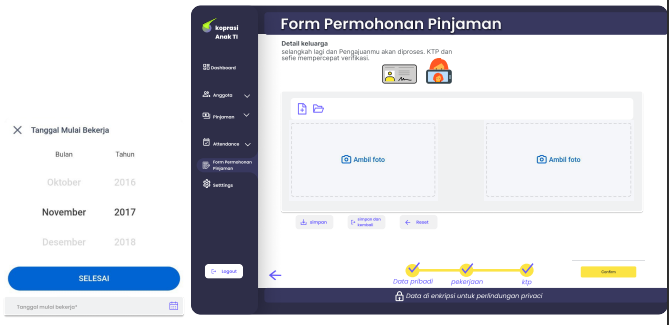 Tanggal Mulai Bekerja
Bulan Tahun
Oktober 2016
November 2017
Desember 2018
SELESAI
Tanggal mulai bekerja*
koprasi
Anak TI
Dashboard
Anggota
Pinjaman
Attendance
Form Permohonan
Pinjaman
Setttings
Logout
Form Permohonan Pinjaman
Detail keluarga
selangkah lagi dan Pengajuanmu akan diproses. KTP dan
sefie mempercepat verifikasi.
Ambil foto
Ambil foto
simpan
simpan dan
kembali
Reset
Data pribadi
pekerjaan
ktp
Confirm
Data di enkripsi untuk perlindungan privaci